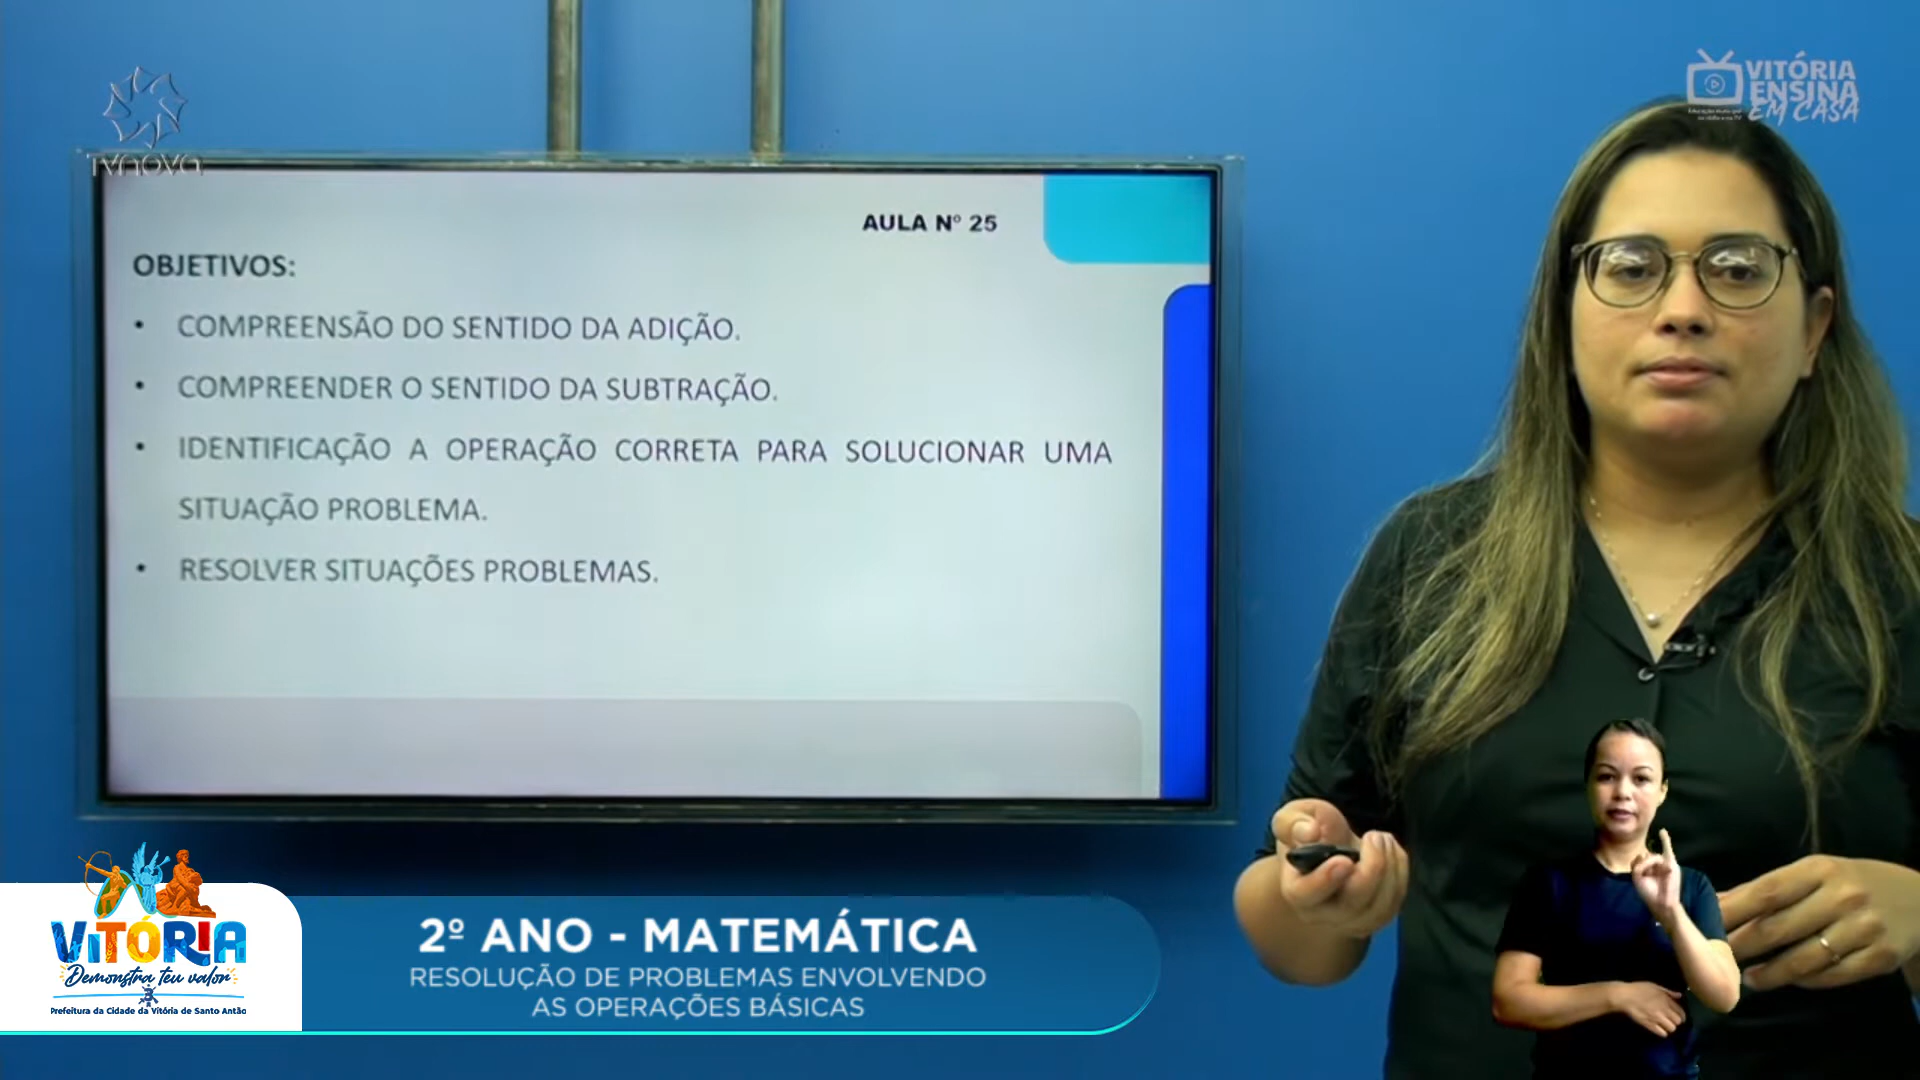 TVNOVA
VITÓRIA
ENSINA
EM CASA
AULA Nº 25
OBJETIVOS:
• COMPREENSÃO DO SENTIDO DA ADIÇÃO.
• COMPREENDER O SENTIDO DA SUBTRAÇÃO.
• IDENTIFICAÇÃO A OPERAÇÃO CORRETA PARA SOLUCIONAR UMA
SITUAÇÃO PROBLEMA.
• RESOLVER SITUAÇÕES PROBLEMAS.
VITÓRIA
Demonstra teu valor
Prefeitura da Cidade da Vitória de Santo Antão
2º ANO - MATEMÁTICA
RESOLUÇÃO DE PROBLEMAS ENVOLVENDO
AS OPERAÇÕES BÁSICAS